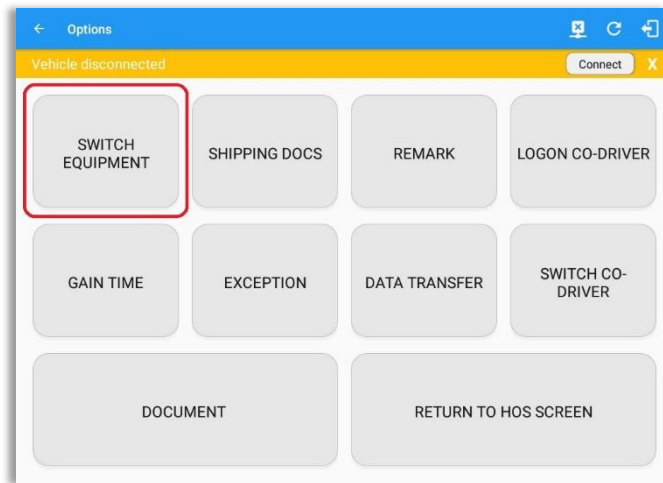 Options
Vehicle disconnected
Connect
X
SWITCH
EQUIPMENT
SHIPPING DOCS
REMARK
LOGON CO-DRIVER
GAIN TIME
EXCEPTION
DATA TRANSFER
SWITCH CO-
DRIVER
DOCUMENT
RETURN TO HOS SCREEN